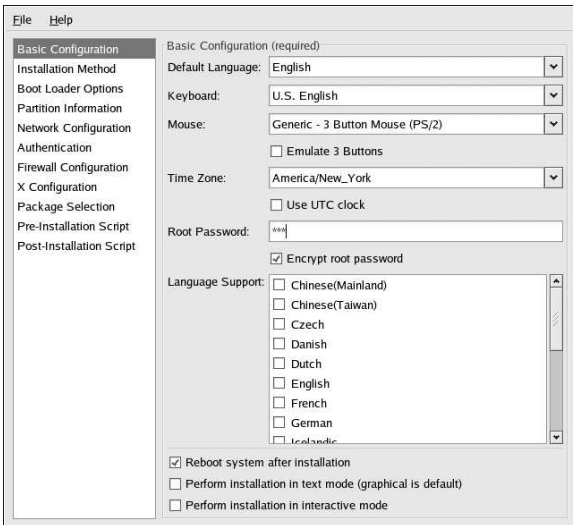 File Help
Basic Configuration
Installation Method
Boot Loader Options
Partition Information
Network Configuration
Authentication
Firewall Configuration
X Configuration
Package Selection
Pre-Installation Script
Post-Installation Script
Basic Configuration (required)
Default Language: English
Keyboard: U.S. English
Mouse: Generic - 3 Button Mouse (PS/2)
Emulate 3 Buttons
Time Zone: America/New_York
Use UTC clock
Root Password: ***
Encrypt root password
Language Support: Chinese(Mainland)
Chinese(Taiwan)
Czech
Danish
Dutch
English
French
German
Icelandic
Reboot system after installation
Perform installation in text mode (graphical is default)
Perform installation in interactive mode